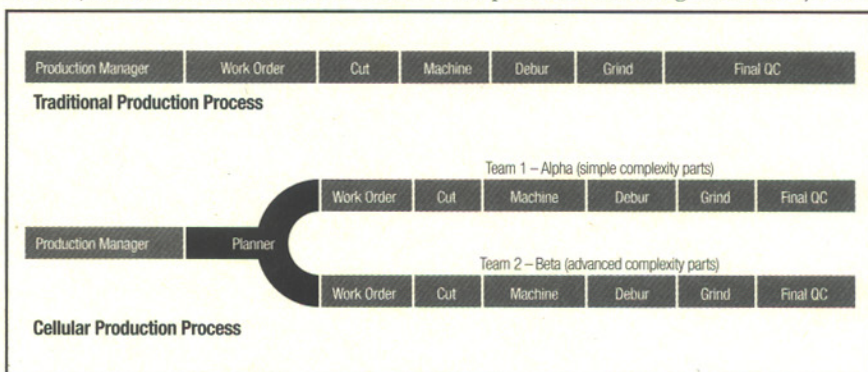 Production Manager Work Order Cut Machine Debur Grind Final QC
Traditional Production Process
Team 1 – Alpha (simple complexity parts)
Work Order Cut Machine Debur Grind Final QC
Production Manager Planner
Team 2 – Beta (advanced complexity parts)
Work Order Cut Machine Debur Grind Final QC
Cellular Production Process